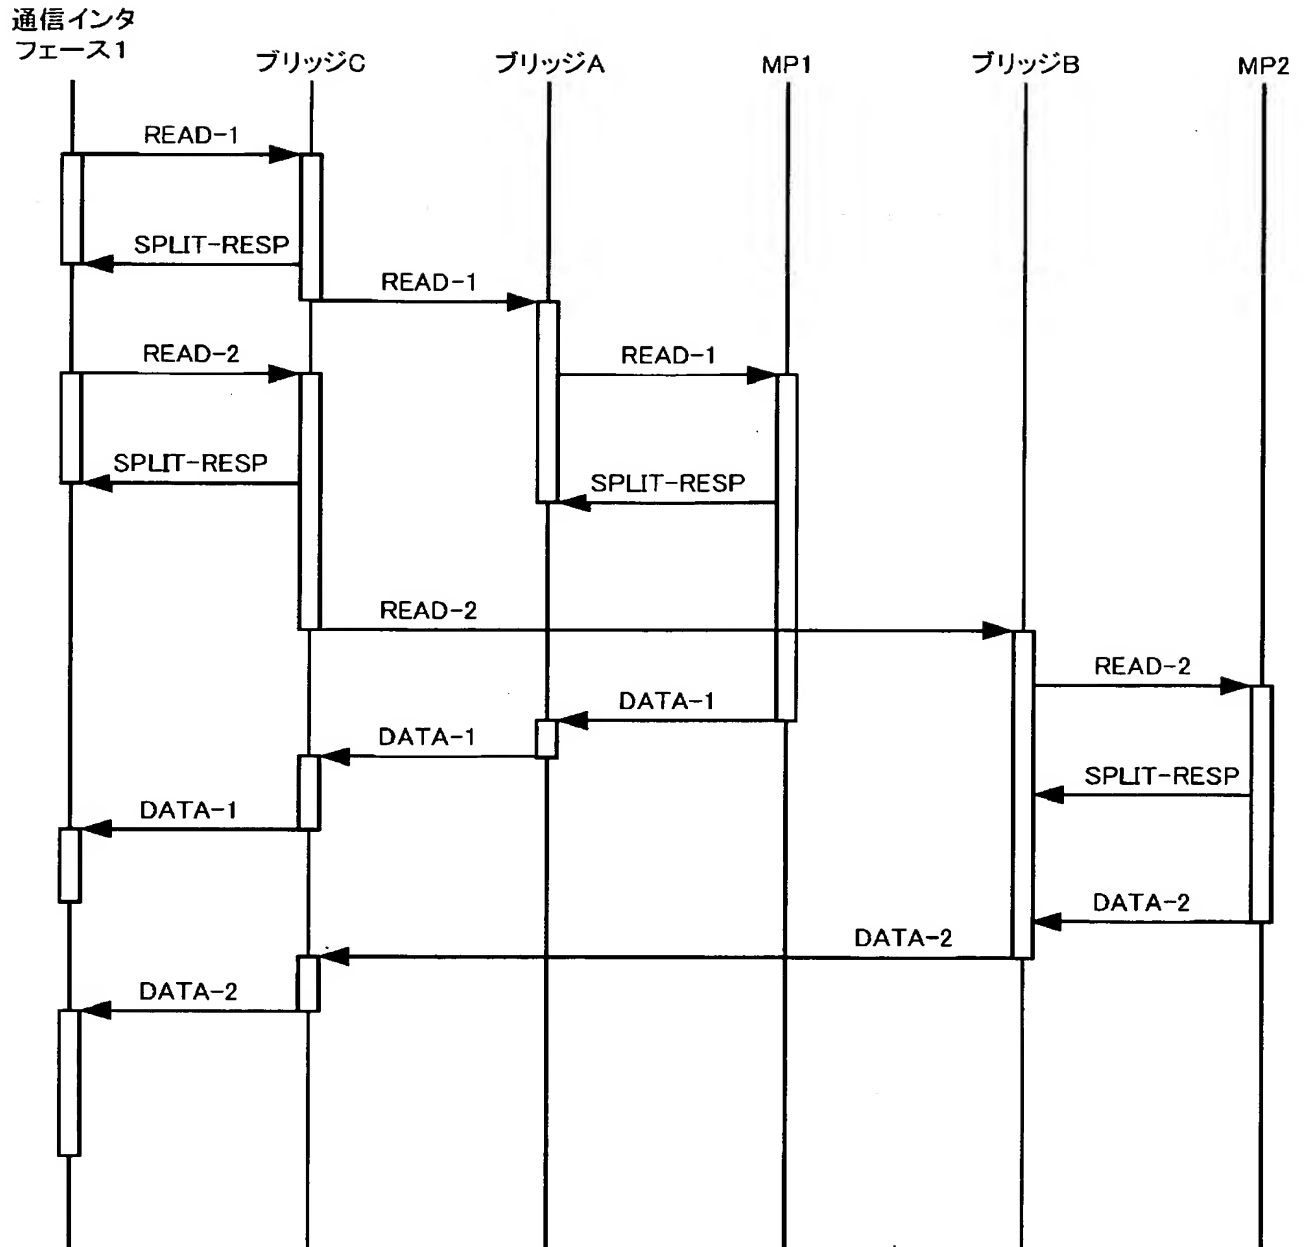 通信インタ
フェース1
ブリッジC
ブリッジA
MP1
ブリッジB
MP2
READ-1
SPLIT-RESP
READ-1
READ-2
READ-1
SPLIT-RESP
SPLIT-RESP
READ-2
READ-2
DATA-1
DATA-1
SPLIT-RESP
DATA-1
DATA-2
DATA-2
DATA-2